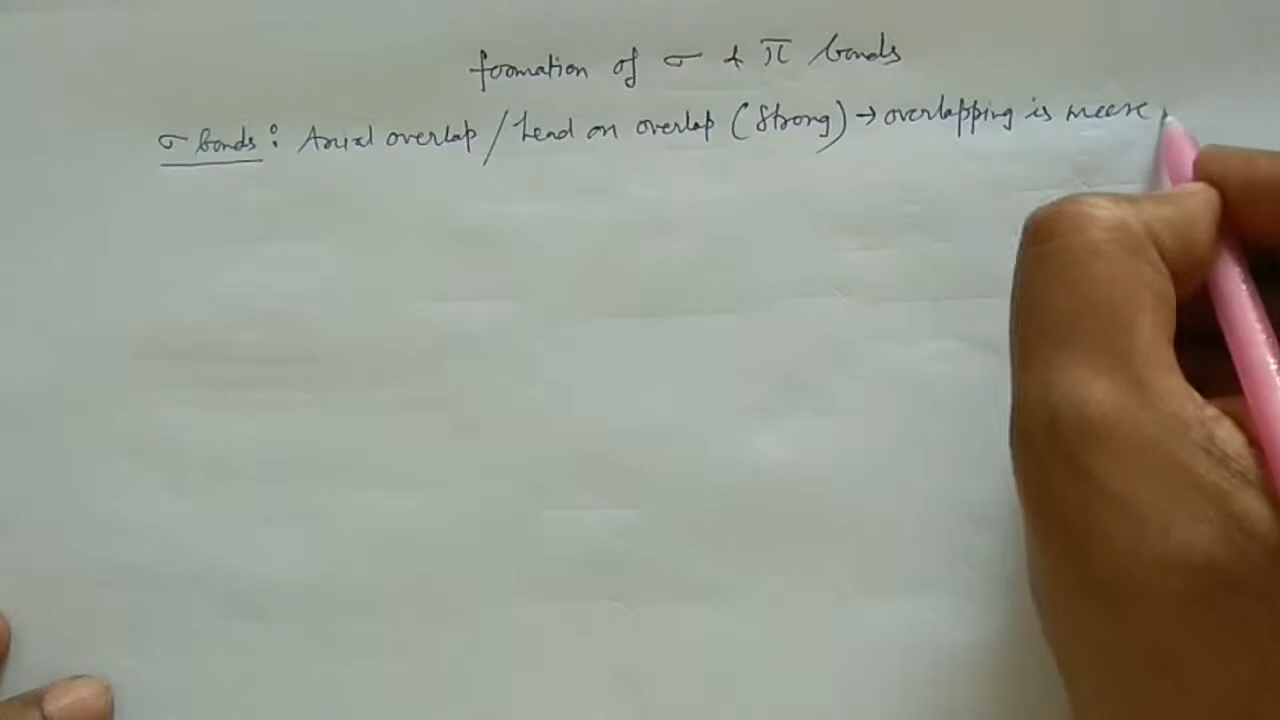 formation of σ & π bonds
σ bonds: Axial overlap / head on overlap (strong) → overlapping is more